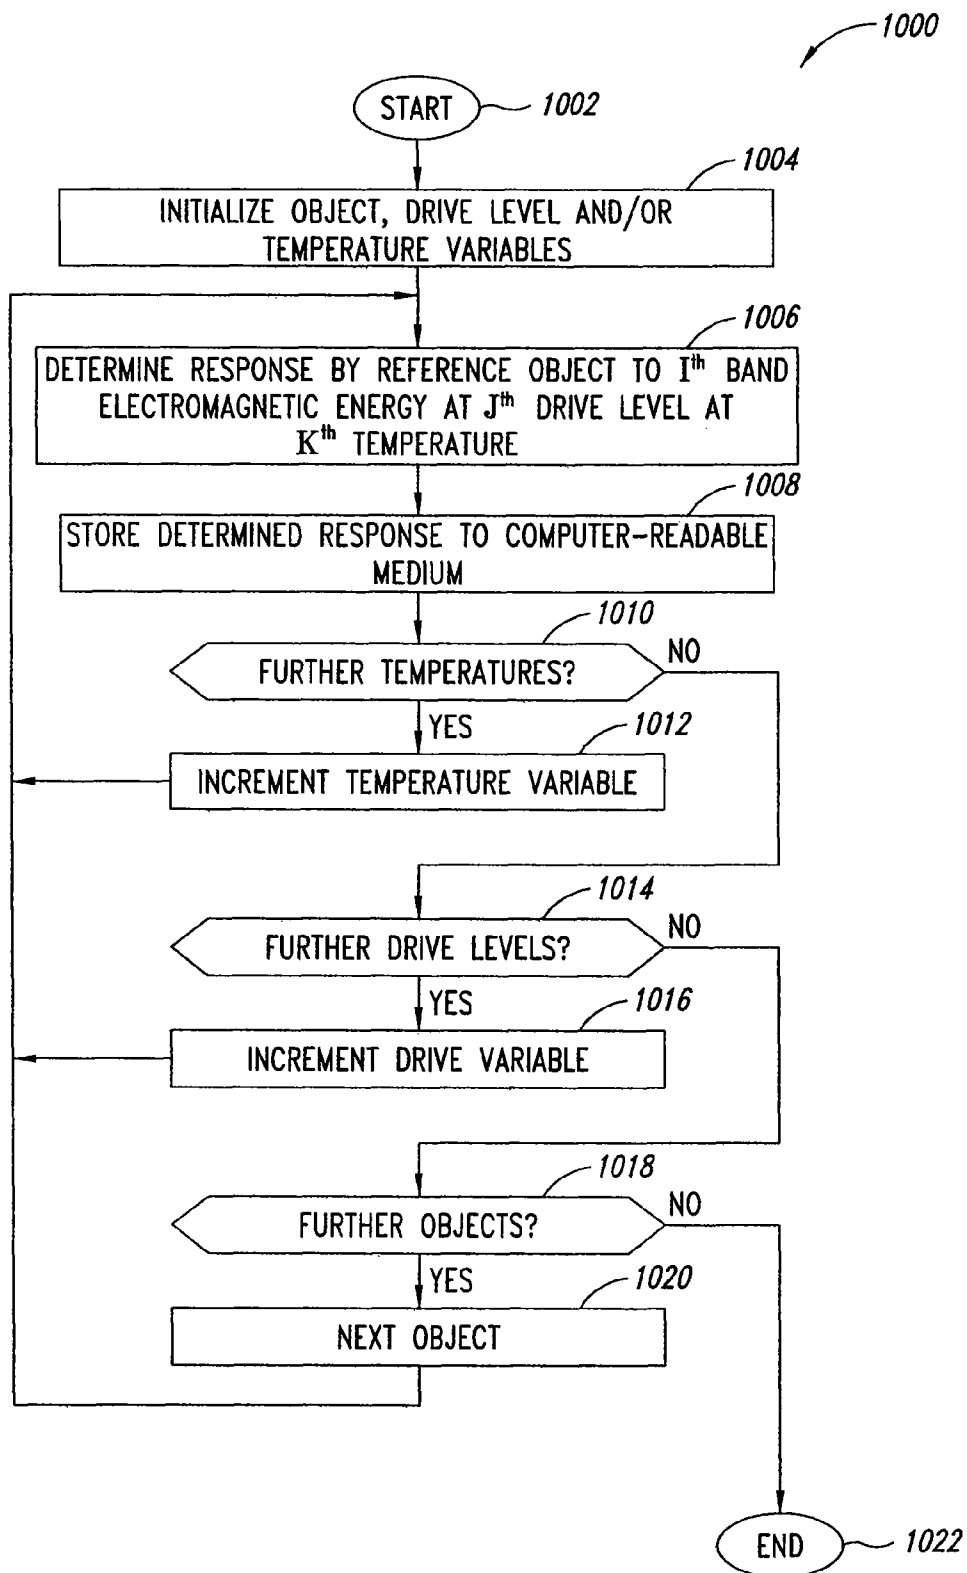 1000
START
1002
1004
INITIALIZE OBJECT, DRIVE LEVEL AND/OR
TEMPERATURE VARIABLES
1006
DETERMINE RESPONSE BY REFERENCE OBJECT TO Ith BAND
ELECTROMAGNETIC ENERGY AT Jth DRIVE LEVEL AT
Kth TEMPERATURE
1008
STORE DETERMINED RESPONSE TO COMPUTER-READABLE
MEDIUM
1010
FURTHER TEMPERATURES?
NO
YES
1012
INCREMENT TEMPERATURE VARIABLE
1014
FURTHER DRIVE LEVELS?
NO
YES
1016
INCREMENT DRIVE VARIABLE
1018
FURTHER OBJECTS?
NO
YES
1020
NEXT OBJECT
END
1022